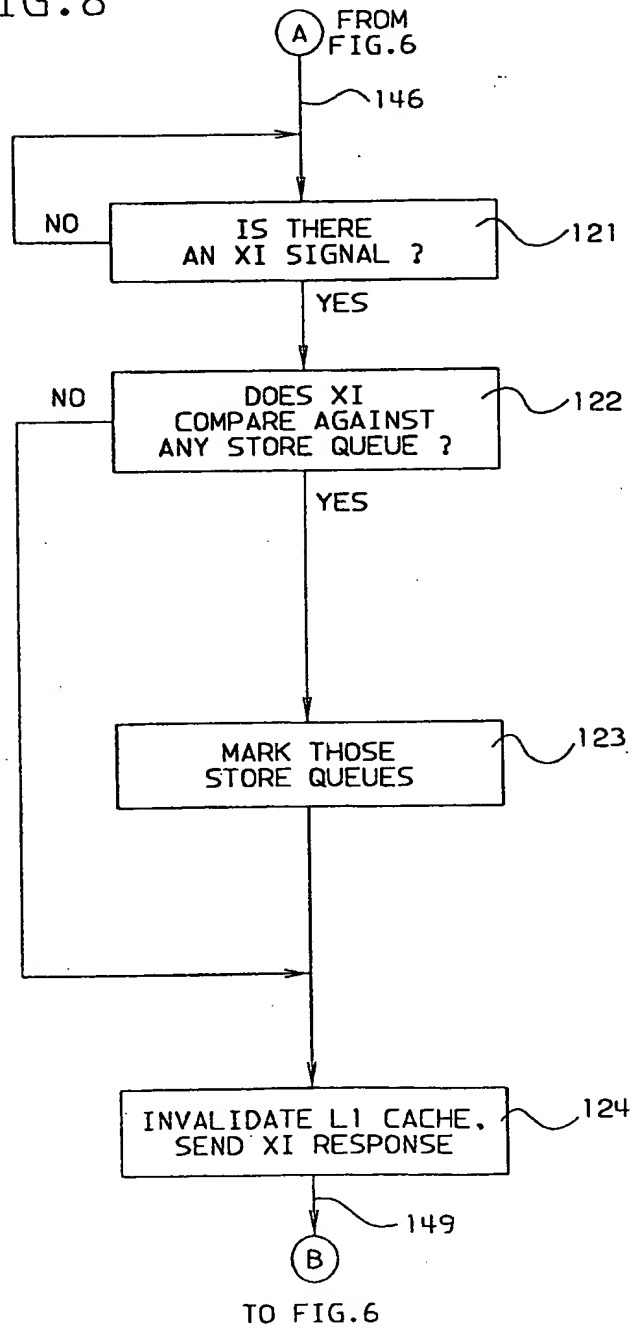 FIG.8
A
FROM
FIG.6
146
NO
IS THERE
AN XI SIGNAL ?
121
YES
NO
DOES XI
COMPARE AGAINST
ANY STORE QUEUE ?
122
YES
MARK THOSE
STORE QUEUES
123
INVALIDATE L1 CACHE,
SEND XI RESPONSE
124
149
B
TO FIG.6